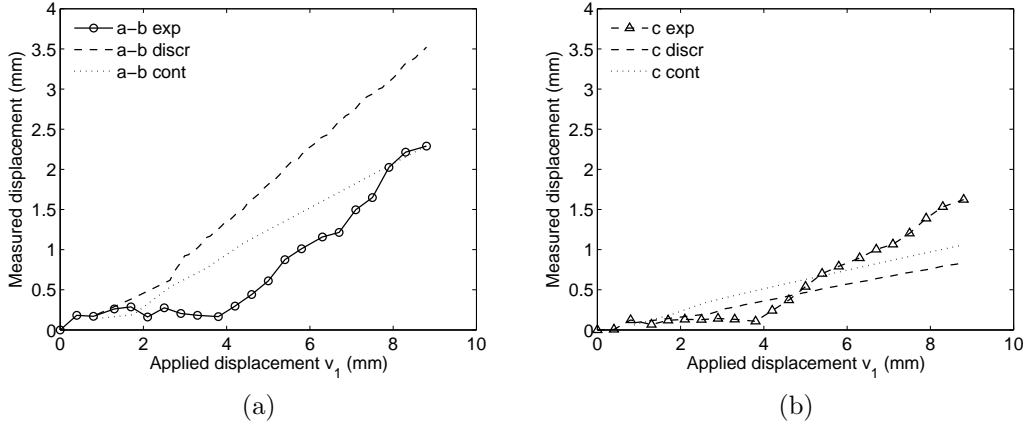 4
3.5
3
2.5
2
1.5
1
0.5
0
0 2 4 6 8 10
Measured displacement (mm)
Applied displacement v1 (mm)
a−b exp
a−b discr
a−b cont
(a)
4
3.5
3
2.5
2
1.5
1
0.5
0
0 2 4 6 8 10
Measured displacement (mm)
Applied displacement v1 (mm)
c exp
c discr
c cont
(b)